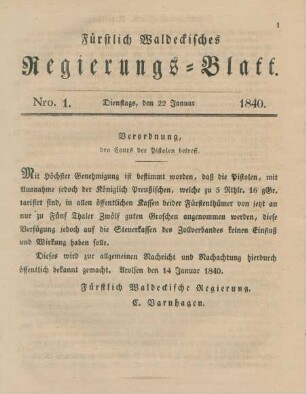 1
Fürstlich Waldeckisches
Regierungs-Blatt.
Nro. 1. Dienstags, den 22 Januar 1840.
Verordnung,
den Cours der Pistolen betreff.
Mit Höchster Genehmigung ist bestimmt worden, daß die Pistolen, mit
Ausnahme jedoch der Königlich Preußischen, welche zu 5 Rthlr. 16 gGr.
tarifirt sind, in allen öffentlichen Kassen beider Fürstenthümer von jetzt an
nur zu Fünf Thaler Zwölf guten Groschen angenommen werden, diese
Verfügung jedoch auf die Steuerkassen des Zollverbandes keinen Einfluß
und Wirkung haben solle.
Dieses wird zur allgemeinen Nachricht und Nachachtung hierdurch
öffentlich bekannt gemacht. Arolsen den 14 Januar 1840.
Fürstlich Waldeckische Regierung.
C. Varnhagen.